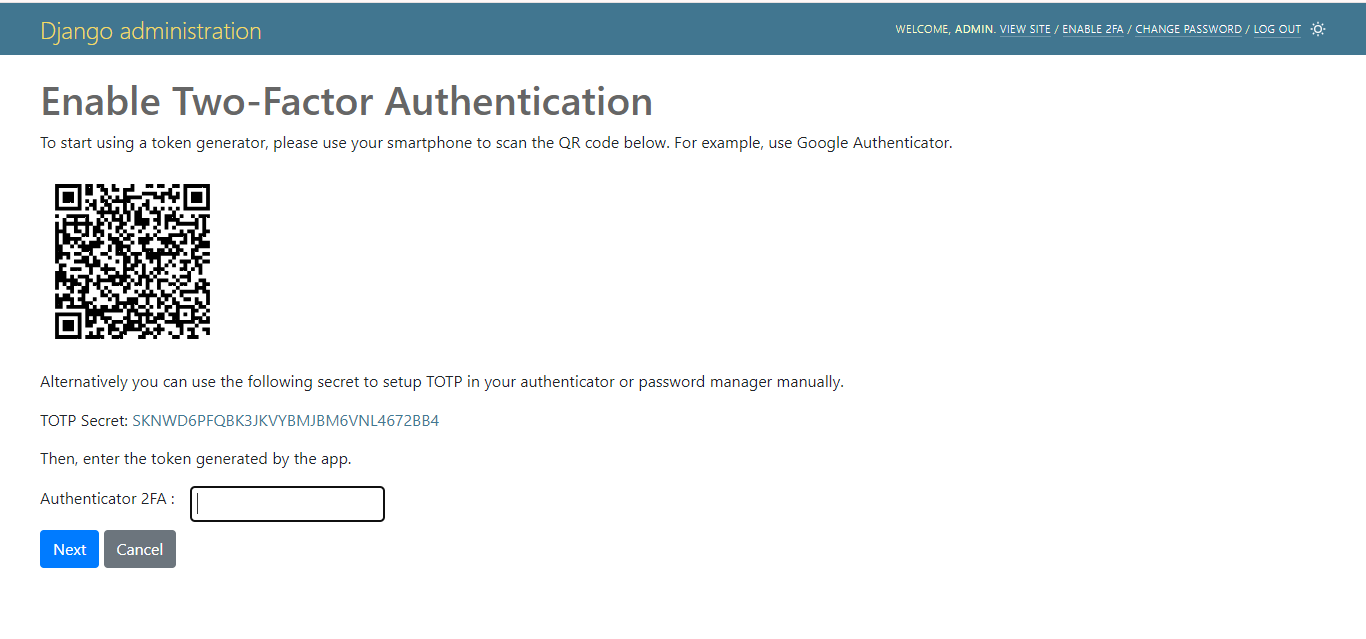 Django administration
WELCOME, ADMIN. VIEW SITE / ENABLE 2FA / CHANGE PASSWORD / LOG OUT
Enable Two-Factor Authentication
To start using a token generator, please use your smartphone to scan the QR code below. For example, use Google Authenticator.
Alternatively you can use the following secret to setup TOTP in your authenticator or password manager manually.
TOTP Secret: SKNWD6PFQBK3JKVYBMJBM6VNL4672BB4
Then, enter the token generated by the app.
Authenticator 2FA :
Next Cancel